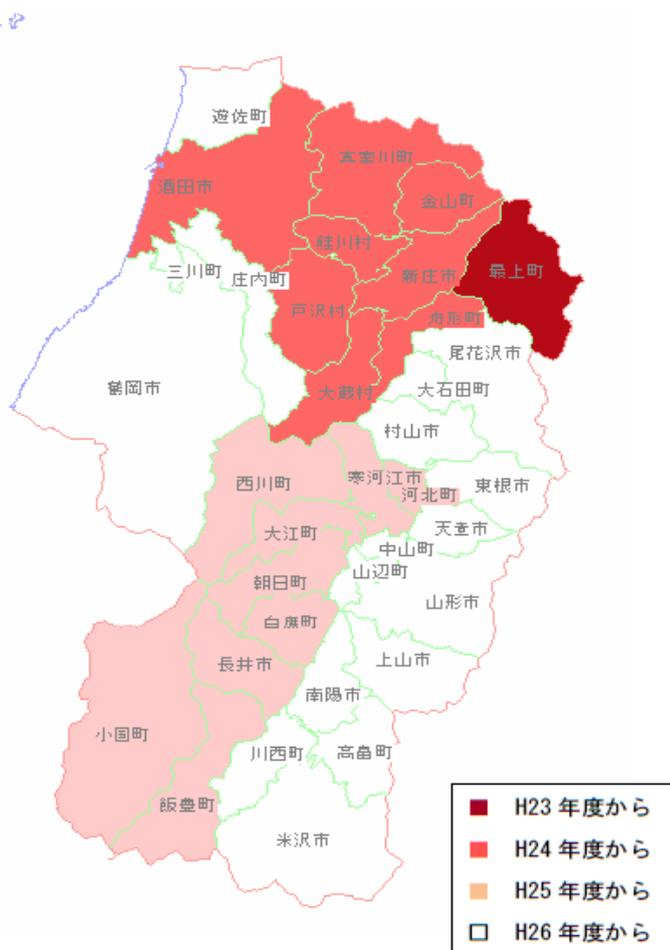 遊佐町
真室川町
酒田市
金山町
鮭川村
三川町
庄内町
新庄市
最上町
戸沢村
舟形町
尾花沢市
鶴岡市
大蔵村
大石田町
村山市
西川町
寒河江市
東根市
河北町
大江町
天童市
中山町
山辺町
朝日町
山形市
白鷹町
長井市
上山市
南陽市
小国町
川西町
高畠町
飯豊町
米沢市
H23 年度から
H24 年度から
H25 年度から
H26 年度から